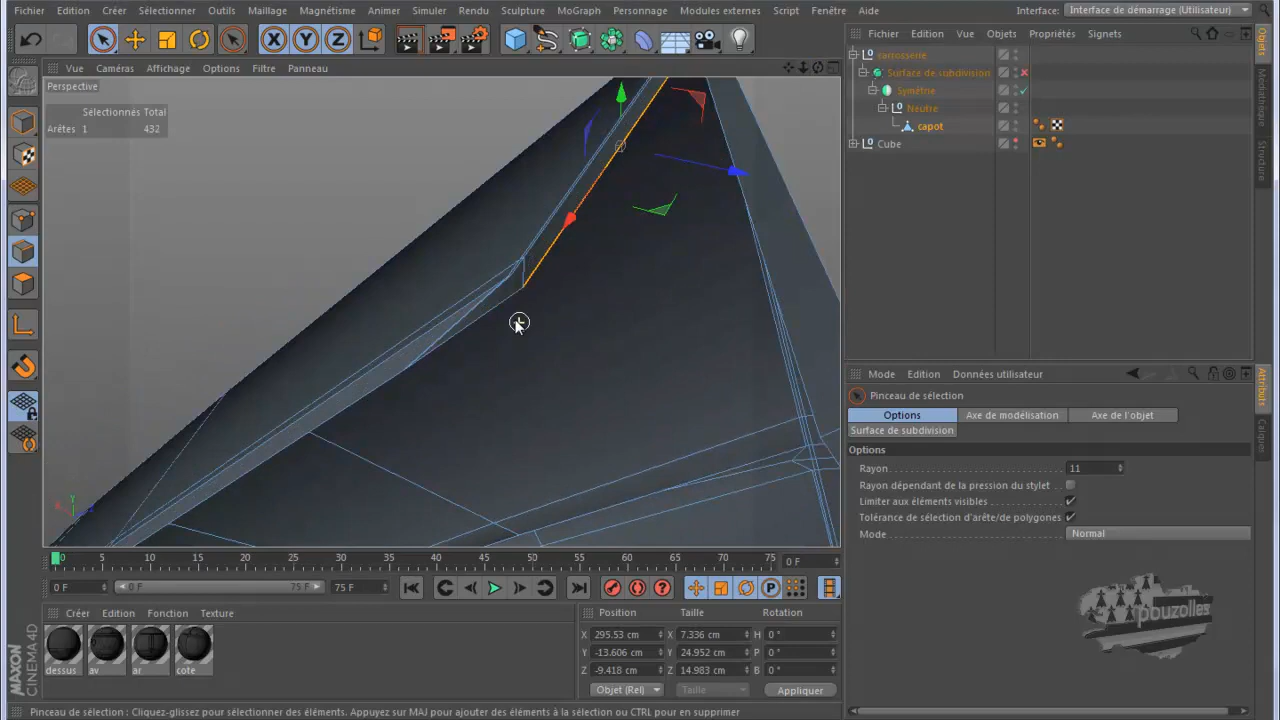 Fichier Edition Créer Sélectionner Outils Maillage Magnétisme Animer Simuler Rendu Sculpture MoGraph Personnage Modules externes Script Fenêtre Aide Interface: Interface de démarrage (Utilisateur)
Vue Caméras Affichage Options Filtre Panneau
Perspective
Sélectionnés Total
Arêtes 1 432
Fichier Edition Vue Objets Propriétés Signets
carrosserie
Surface de subdivision
Symétrie
Neutre
capot
Cube
Objets
Médiathèque
Structure
Mode Edition Données utilisateur
Pinceau de sélection
Options Axe de modélisation Axe de l'objet
Surface de subdivision
Options
Rayon 11
Rayon dépendant de la pression du stylet
Limiter aux éléments visibles
Tolérance de sélection d'arête/de polygones
Mode Normal
Attributs
Calques
0 5 10 15 20 25 30 35 40 45 50 55 60 65 70 75 0 F
0 F 0 F 75 F 75 F
Créer Edition Fonction Texture
dessus av ar cote
Position Taille Rotation
X 295.53 cm X 7.336 cm H 0 °
Y -13.606 cm Y 24.952 cm P 0 °
Z -9.418 cm Z 14.983 cm B 0 °
Objet (Rel) Taille Appliquer
MAXON CINEMA 4D
pouzolles
Pinceau de sélection : Cliquez-glissez pour sélectionner des éléments. Appuyez sur MAJ pour ajouter des éléments à la sélection ou CTRL pour en supprimer